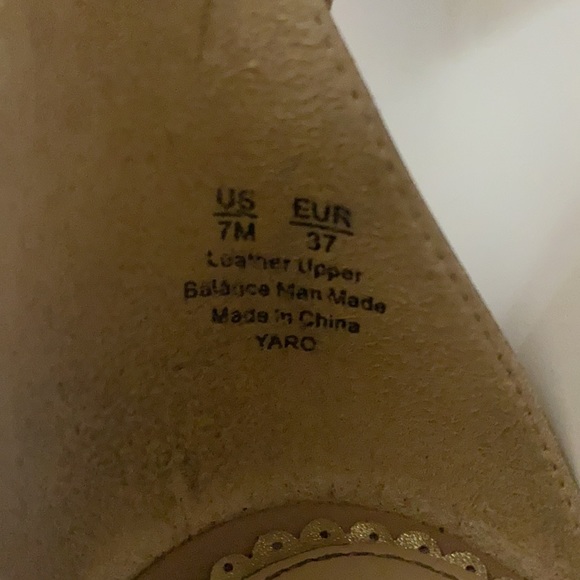 US EUR
7M 37
Leather Upper
Balance Man Made
Made in China
YARO